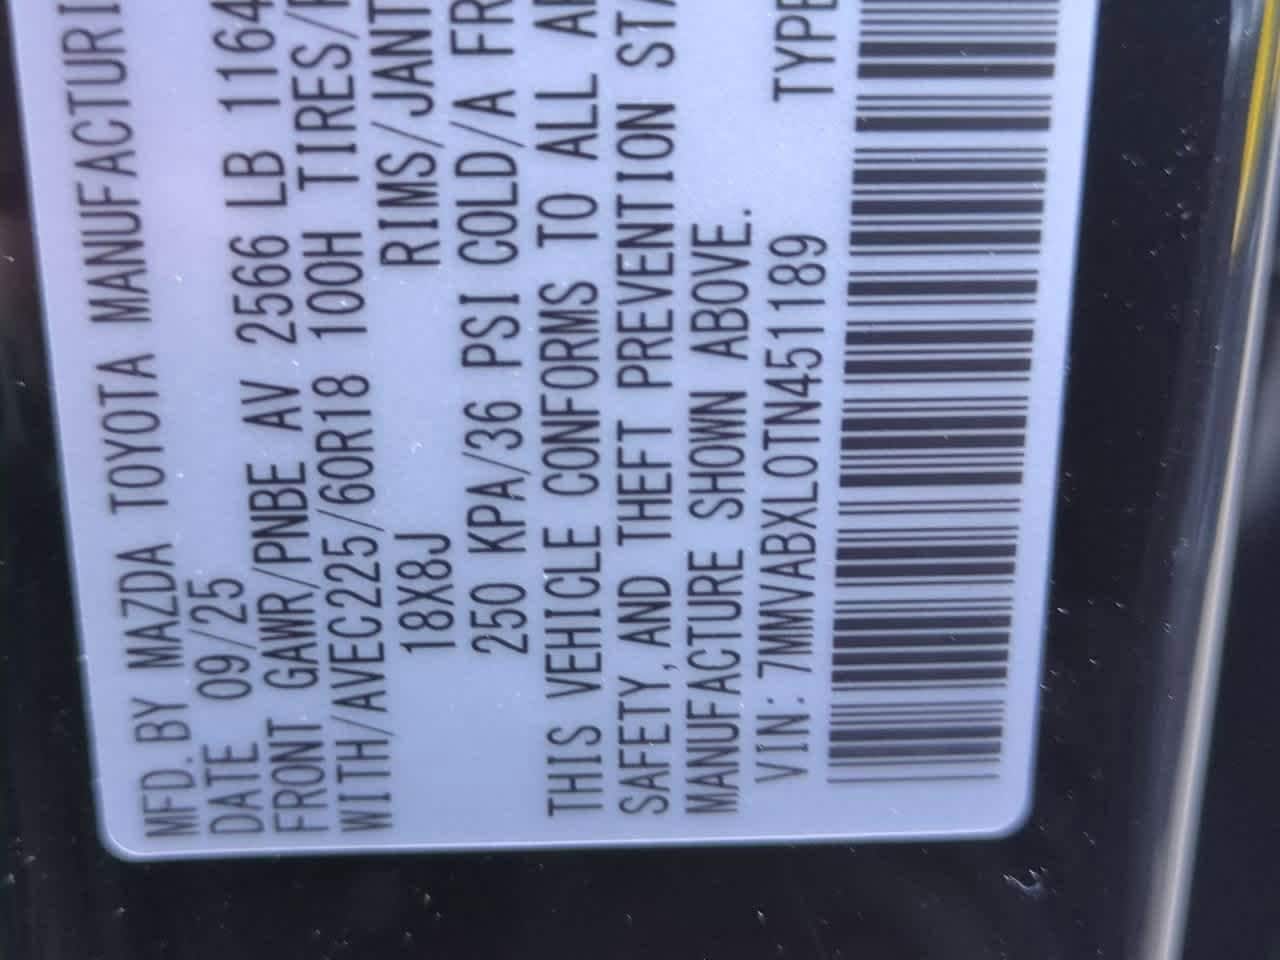 MFD. BY MAZDA TOYOTA MANUFACTURI
DATE 09/25
FRONT GAWR/PNBE AV 2566 LB 1164
WITH/AVEC225/60R18 100H TIRES/P
18X8J RIMS/JANT
250 KPA/36 PSI COLD/A FR
THIS VEHICLE CONFORMS TO ALL AP
SAFETY, AND THEFT PREVENTION STA
MANUFACTURE SHOWN ABOVE.
VIN: 7MMVABXL0TN451189 TYPE